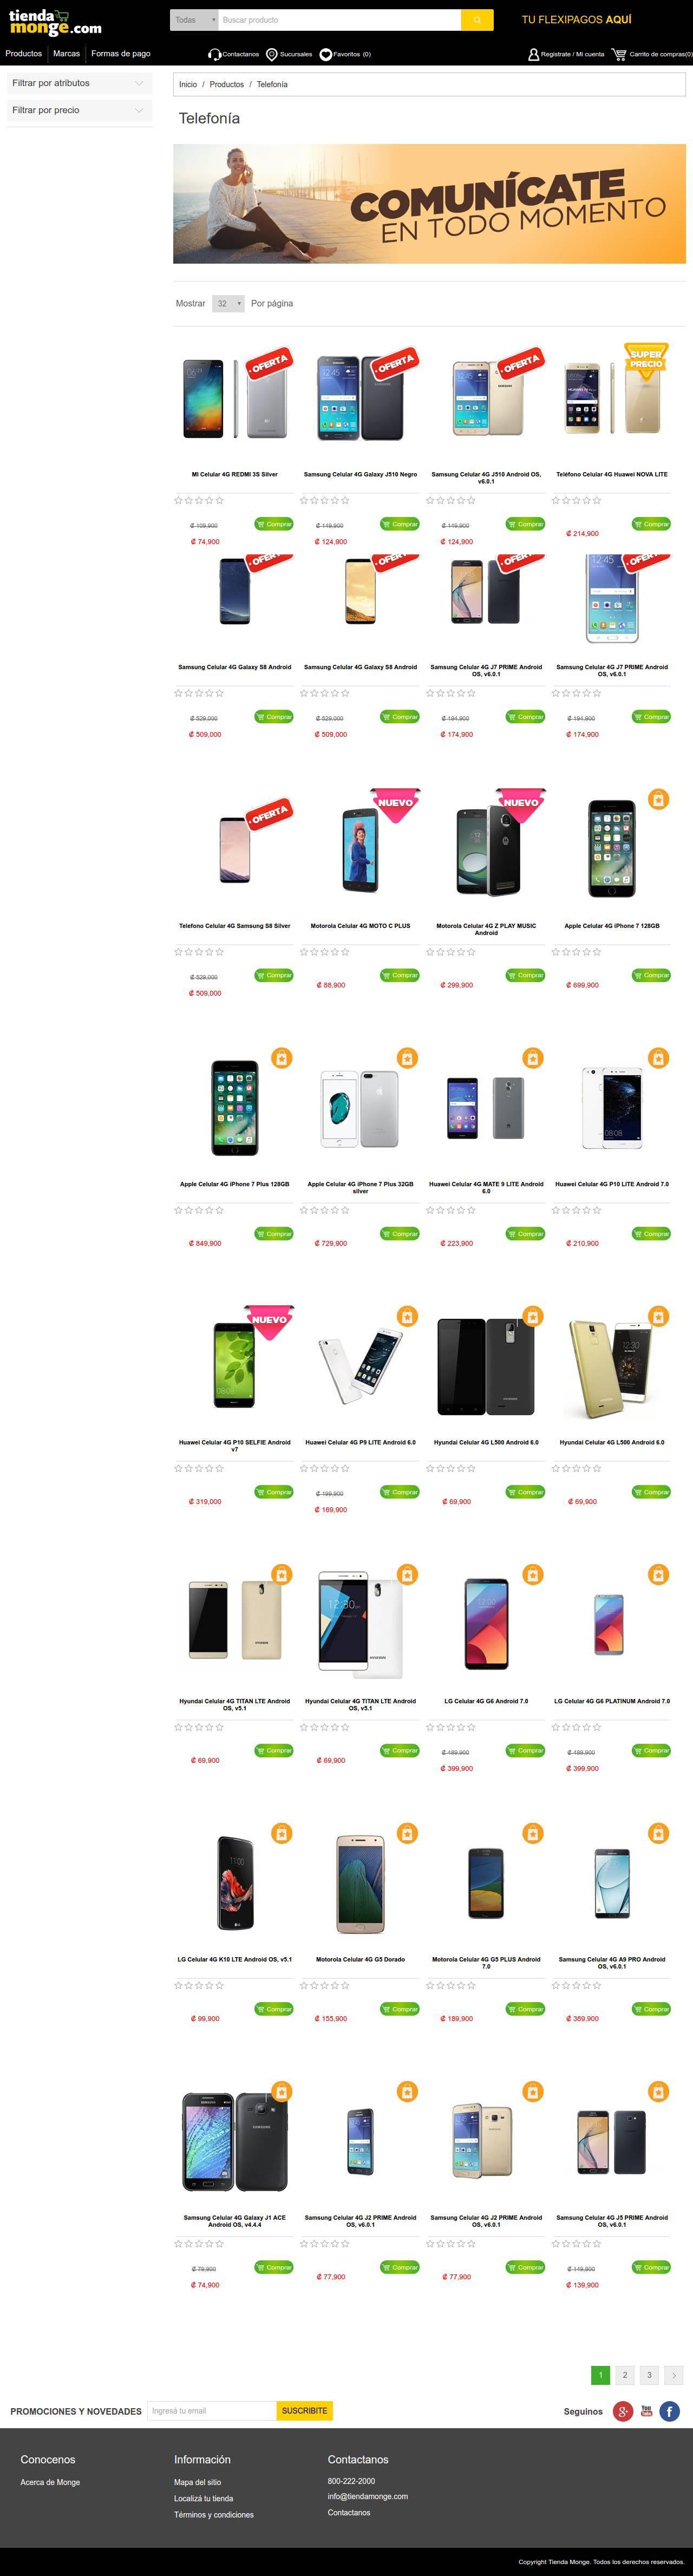 tienda
monge.com
Todas
Buscar producto
TU FLEXIPAGOS AQUÍ
Productos
Marcas
Formas de pago
Contactanos
Sucursales
Favoritos (0)
Registrate / Mi cuenta
Carrito de compras(0)
Filtrar por atributos
Filtrar por precio
Inicio / Productos / Telefonía
Telefonía
COMUNÍCATE
EN TODO MOMENTO
Mostrar 32 Por página
OFERTA
OFERTA
OFERTA
SUPER
PRECIO
MI Celular 4G REDMI 3S Silver
Samsung Celular 4G Galaxy J510 Negro
Samsung Celular 4G J510 Android OS,
v6.0.1
Teléfono Celular 4G Huawei NOVA LITE
₡ 109,900
Comprar
₡ 74,900
₡ 149,900
Comprar
₡ 124,900
₡ 149,900
Comprar
₡ 124,900
Comprar
₡ 214,900
OFERTA
OFERTA
OFERTA
OFERTA
Samsung Celular 4G Galaxy S8 Android
Samsung Celular 4G Galaxy S8 Android
Samsung Celular 4G J7 PRIME Android
OS, v6.0.1
Samsung Celular 4G J7 PRIME Android
OS, v6.0.1
₡ 529,000
Comprar
₡ 509,000
₡ 529,000
Comprar
₡ 509,000
₡ 194,900
Comprar
₡ 174,900
₡ 194,900
Comprar
₡ 174,900
OFERTA
NUEVO
NUEVO
Telefono Celular 4G Samsung S8 Silver
Motorola Celular 4G MOTO C PLUS
Motorola Celular 4G Z PLAY MUSIC
Android
Apple Celular 4G iPhone 7 128GB
₡ 529,000
Comprar
₡ 509,000
Comprar
₡ 88,900
Comprar
₡ 299,900
Comprar
₡ 699,900
Apple Celular 4G iPhone 7 Plus 128GB
Apple Celular 4G iPhone 7 Plus 32GB
silver
Huawei Celular 4G MATE 9 LITE Android
6.0
Huawei Celular 4G P10 LITE Android 7.0
Comprar
₡ 849,900
Comprar
₡ 729,900
Comprar
₡ 223,900
Comprar
₡ 210,900
NUEVO
Huawei Celular 4G P10 SELFIE Android
v7
Huawei Celular 4G P9 LITE Android 6.0
Hyundai Celular 4G L500 Android 6.0
Hyundai Celular 4G L500 Android 6.0
Comprar
₡ 319,000
₡ 199,900
Comprar
₡ 169,900
Comprar
₡ 69,900
Comprar
₡ 69,900
Hyundai Celular 4G TITAN LTE Android
OS, v5.1
Hyundai Celular 4G TITAN LTE Android
OS, v5.1
LG Celular 4G G6 Android 7.0
LG Celular 4G G6 PLATINUM Android 7.0
Comprar
₡ 69,900
Comprar
₡ 69,900
₡ 489,900
Comprar
₡ 399,900
₡ 489,900
Comprar
₡ 399,900
LG Celular 4G K10 LTE Android OS, v5.1
Motorola Celular 4G G5 Dorado
Motorola Celular 4G G5 PLUS Android
7.0
Samsung Celular 4G A9 PRO Android
OS, v6.0.1
Comprar
₡ 99,900
Comprar
₡ 155,900
Comprar
₡ 189,900
Comprar
₡ 389,900
Samsung Celular 4G Galaxy J1 ACE
Android OS, v4.4.4
Samsung Celular 4G J2 PRIME Android
OS, v6.0.1
Samsung Celular 4G J2 PRIME Android
OS, v6.0.1
Samsung Celular 4G J5 PRIME Android
OS, v6.0.1
₡ 79,900
Comprar
₡ 74,900
Comprar
₡ 77,900
Comprar
₡ 77,900
₡ 149,900
Comprar
₡ 139,900
1
2
3
PROMOCIONES Y NOVEDADES
Ingresá tu email
SUSCRIBITE
Seguinos
Conocenos
Acerca de Monge
Información
Mapa del sitio
Localizá tu tienda
Términos y condiciones
Contactanos
800-222-2000
info@tiendamonge.com
Contactanos
Copyright Tienda Monge. Todos los derechos reservados.